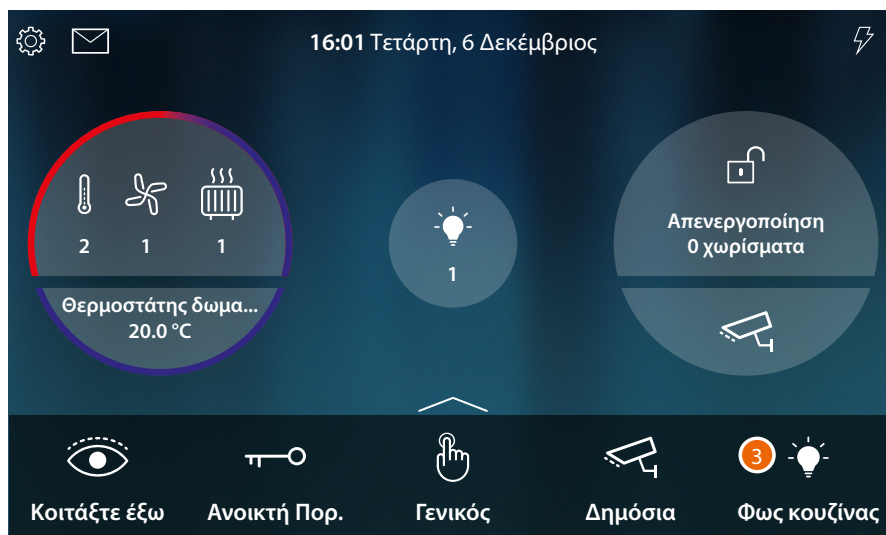 16:01 Τετάρτη, 6 Δεκέμβριος
2 1 1
Θερμοστάτης δωμα...
20.0 °C
1
Απενεργοποίηση
0 χωρίσματα
3
Κοιτάξτε έξω Ανοικτή Πορ. Γενικός Δημόσια Φως κουζίνας